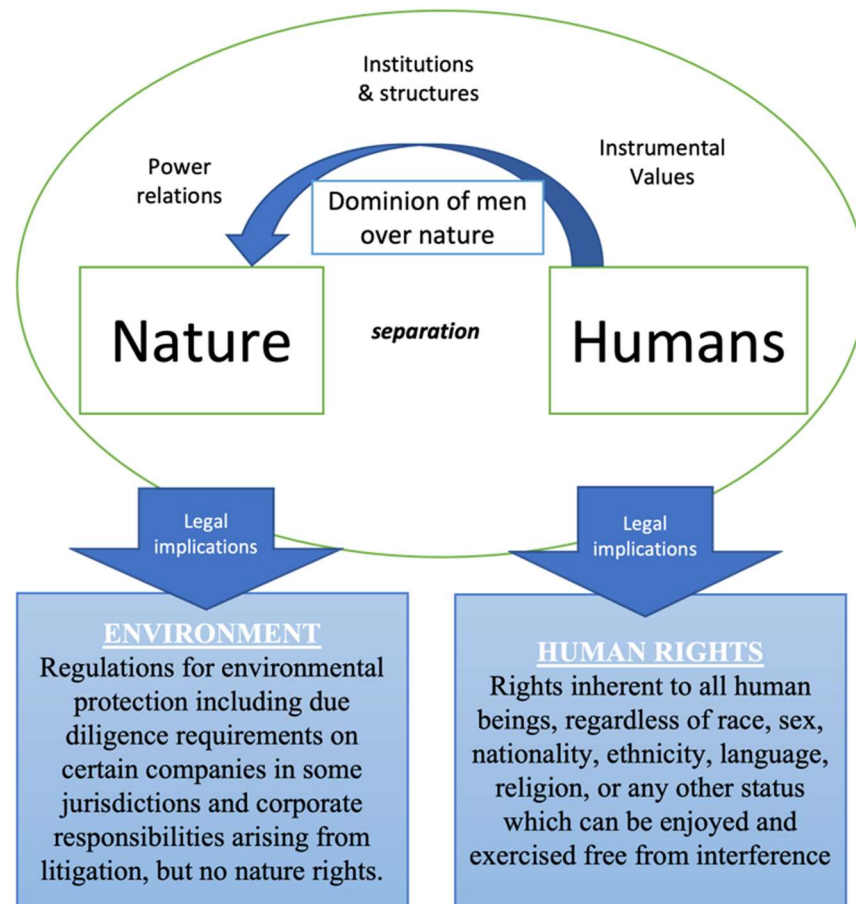 Institutions
& structures
Power
relations
Instrumental
Values
Dominion of men
over nature
Nature
separation
Humans
Legal
implications
Legal
implications
ENVIRONMENT
Regulations for environmental
protection including due
diligence requirements on
certain companies in some
jurisdictions and corporate
responsibilities arising from
litigation, but no nature rights.
HUMAN RIGHTS
Rights inherent to all human
beings, regardless of race, sex,
nationality, ethnicity, language,
religion, or any other status
which can be enjoyed and
exercised free from interference